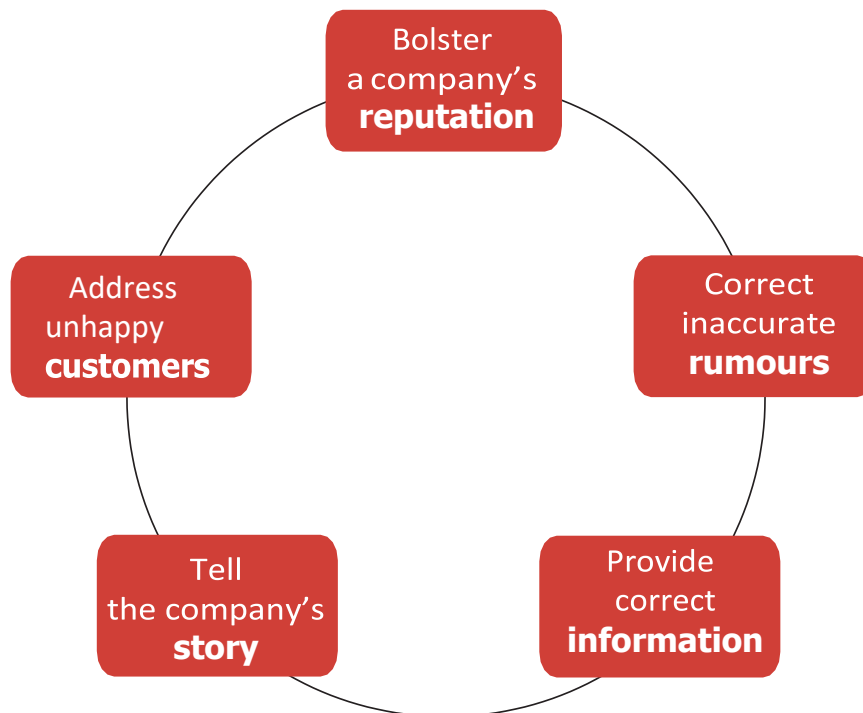 Bolster
a company’s
reputation
Correct
inaccurate
rumours
Provide
correct
information
Tell
the company’s
story
Address
unhappy
customers